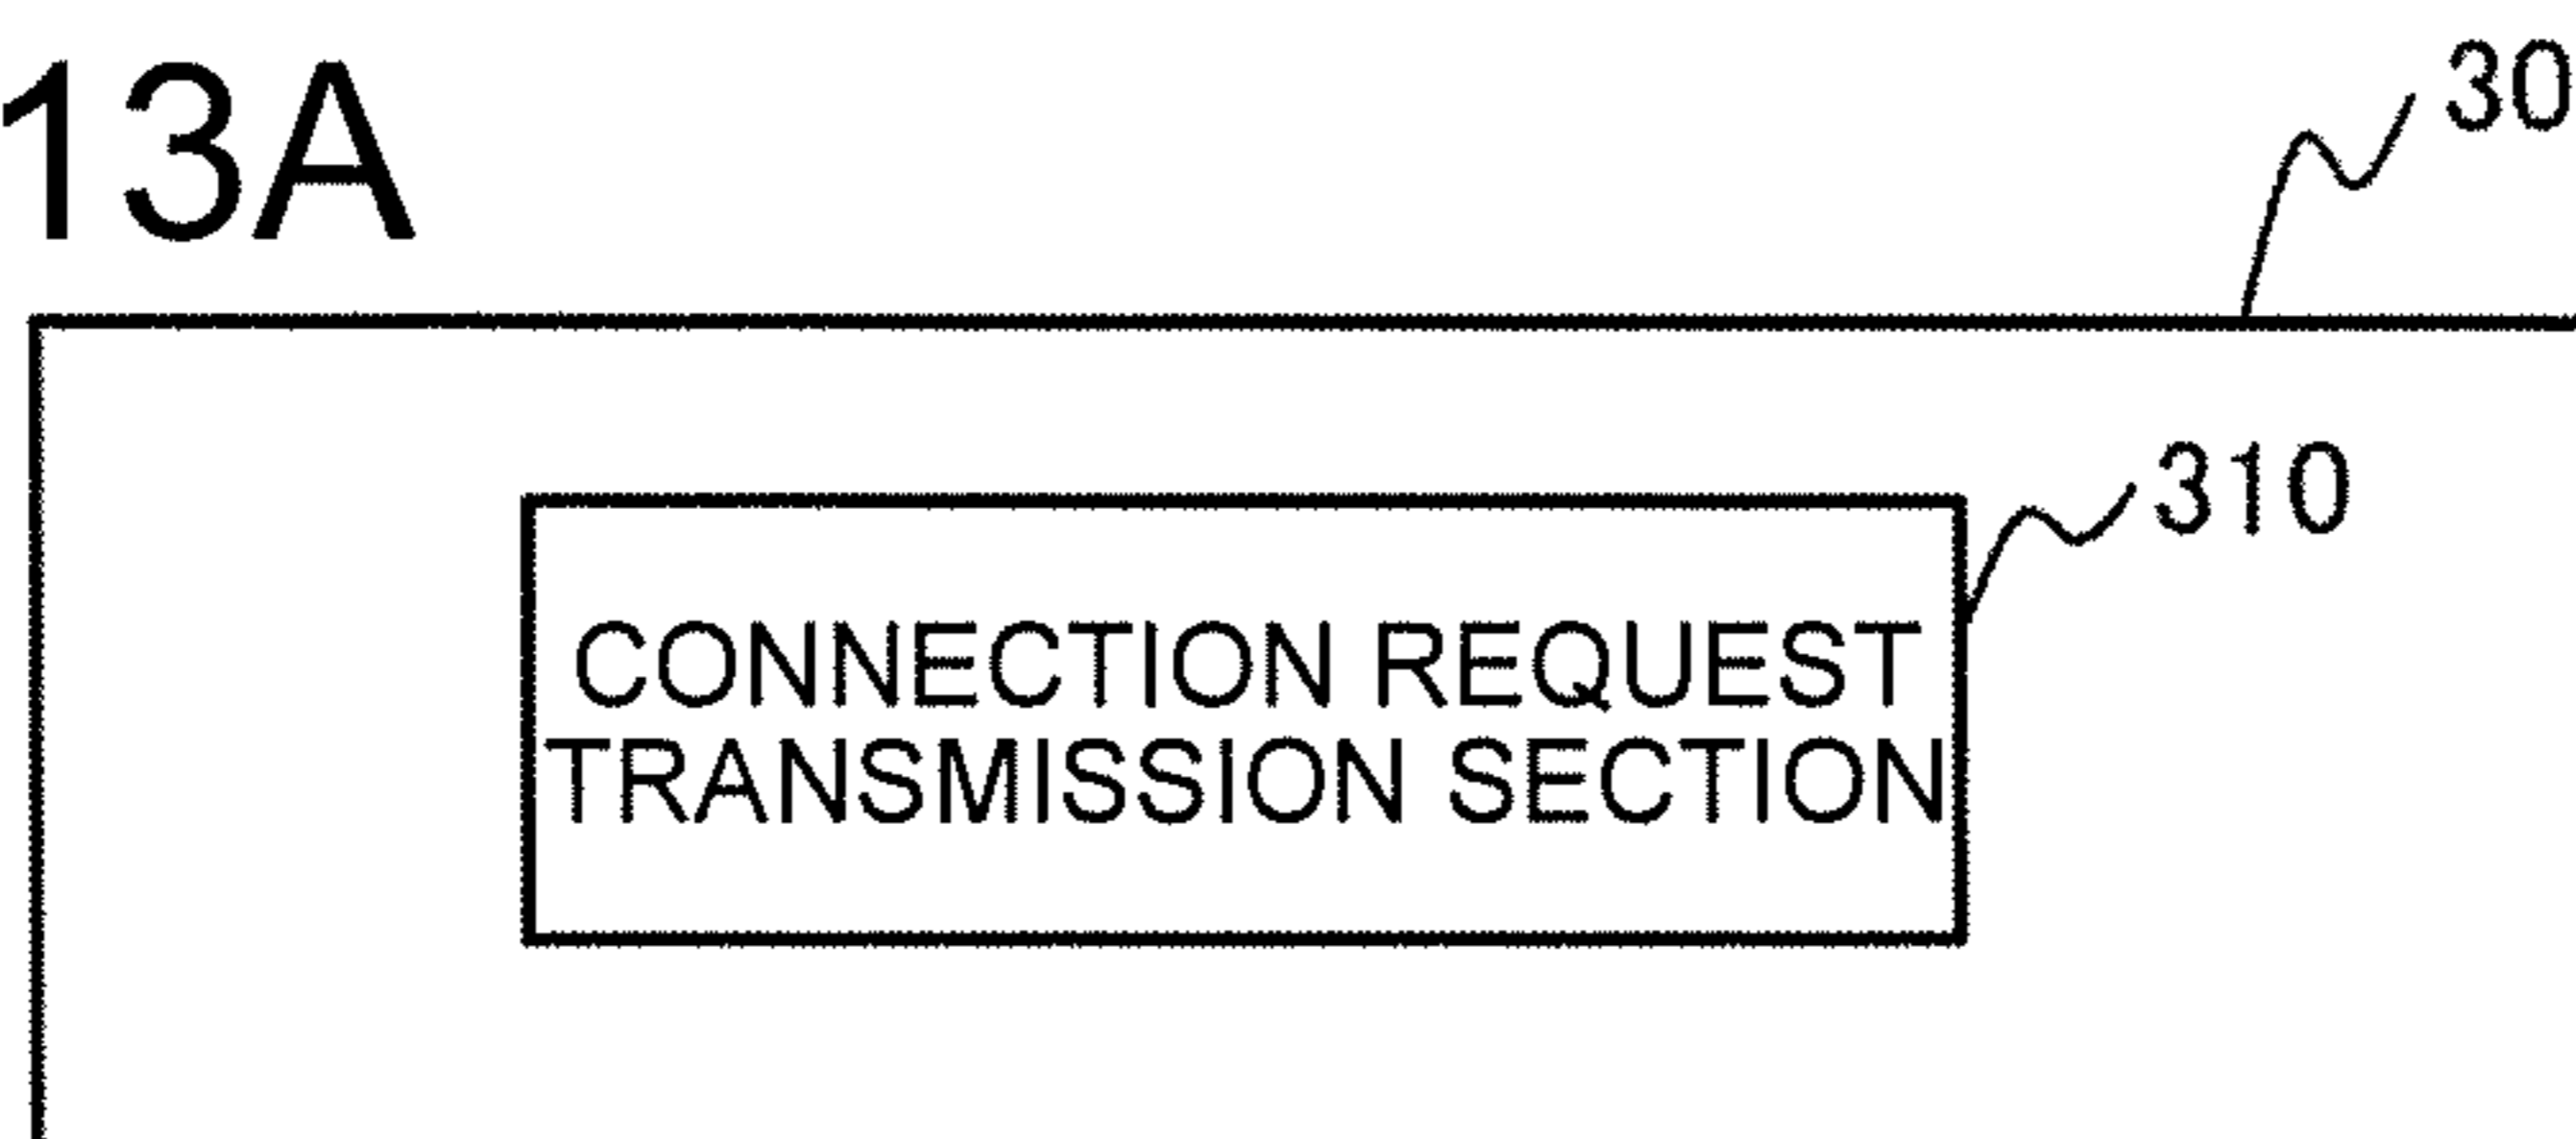 13A
30
310
CONNECTION REQUEST
TRANSMISSION SECTION